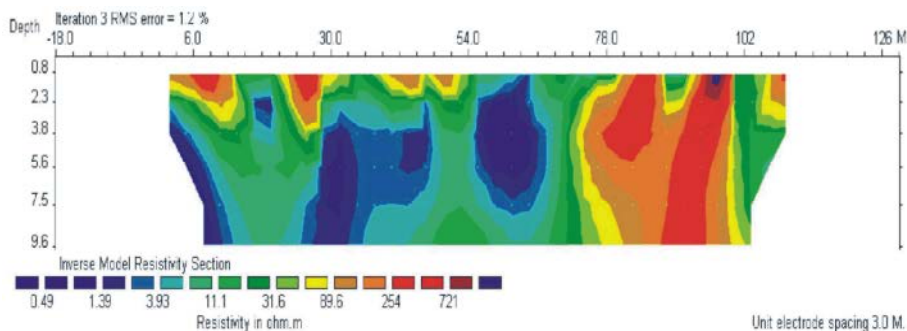 Iteration 3 RMS error = 1.2 %
Depth
-18.0 6.0 30.0 54.0 78.0 102 126 M.
0.8
2.3
3.8
5.6
7.5
9.6
Inverse Model Resistivity Section
0.49 1.39 3.93 11.1 31.6 89.6 254 721
Resistivity in ohm.m
Unit electrode spacing 3.0 M.